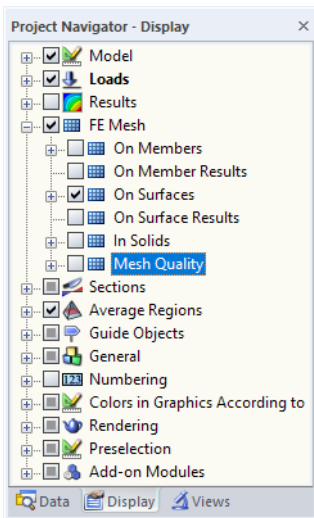 Project Navigator - Display
Model
Loads
Results
FE Mesh
On Members
On Member Results
On Surfaces
On Surface Results
In Solids
Mesh Quality
Sections
Average Regions
Guide Objects
General
123 Numbering
Colors in Graphics According to
Rendering
Preselection
Add-on Modules
Data Display Views